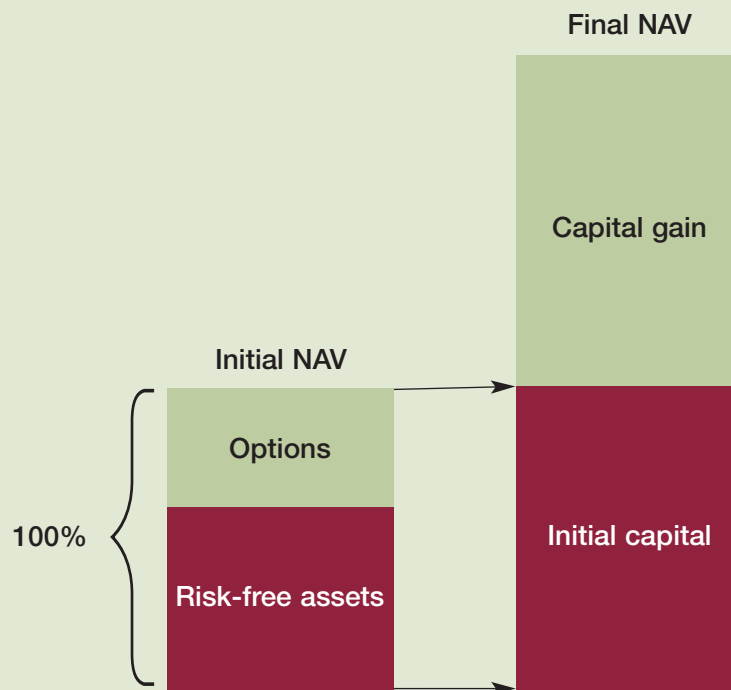 Final NAV
Capital gain
Initial NAV
Options
100%
Initial capital
Risk-free assets